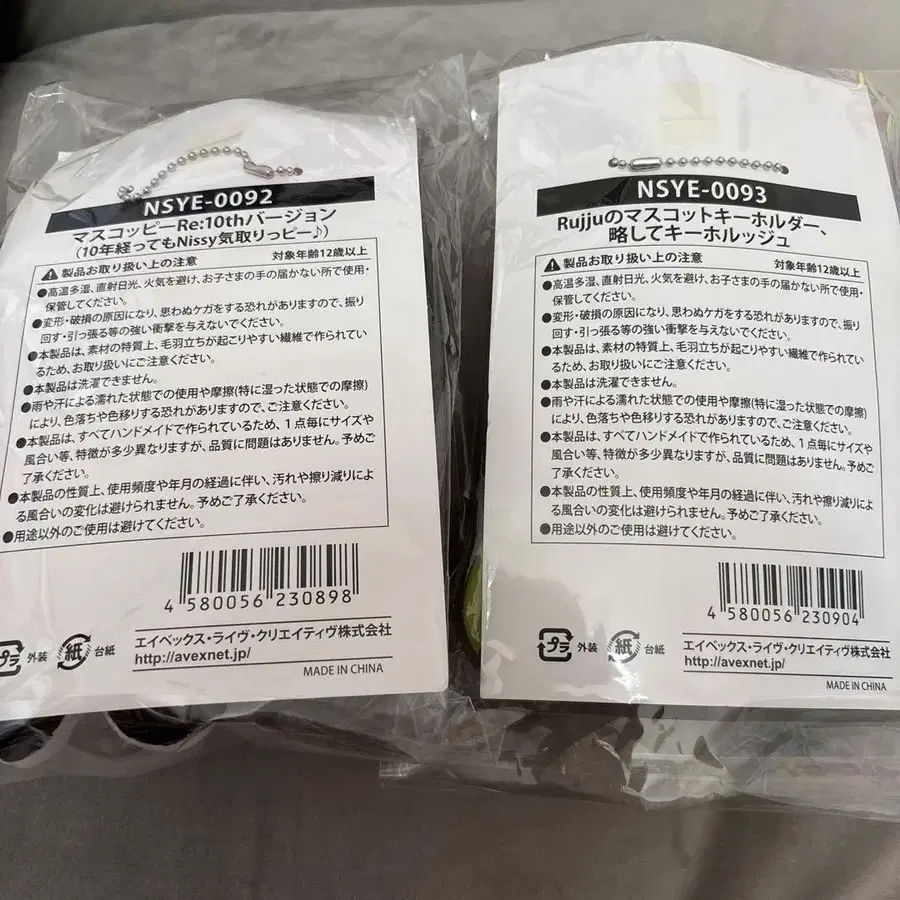 NSYE-0092
マスコッピーRe:10thバージョン
(10年経ってもNissy気取りっピー♪)
対象年齢12歳以上
製品お取り扱い上の注意
●高温多湿、直射日光、火気を避け、お子さまの手の届かない所で使用・
保管してください。
●変形・破損の原因になり、思わぬケガをする恐れがありますので、振り
回す・引っ張る等の強い衝撃を与えないでください。
●本製品は、素材の特質上、毛羽立ちが起こりやすい繊維で作られてい
るため、お取り扱いにご注意ください。
●本製品は洗濯できません。
●雨や汗による濡れた状態での使用や摩擦(特に湿った状態での摩擦)
により、色落ちや色移りする恐れがありますので、ご注意ください。
●本製品は、すべてハンドメイドで作られているため、1点毎にサイズや
風合い等、特徴が多少異なりますが、品質に問題はありません。予めご
了承ください。
●本製品の性質上、使用頻度や年月の経過に伴い、汚れや擦り減りによ
る風合いの変化は避けられません。予めご了承ください。
●用途以外のご使用は避けてください。
4 580056 230898
プラ 外装
紙 台紙
エイベックス・ライヴ・クリエイティヴ株式会社
http://avexnet.jp/
MADE IN CHINA
NSYE-0093
Rujjuのマスコットキーホルダー、
略してキーホルッジュ
対象年齢12歳以上
製品お取り扱い上の注意
●高温多湿、直射日光、火気を避け、お子さまの手の届かない所で使用・
保管してください。
●変形・破損の原因になり、思わぬケガをする恐れがありますので、振り
回す・引っ張る等の強い衝撃を与えないでください。
●本製品は、素材の特質上、毛羽立ちが起こりやすい繊維で作られてい
るため、お取り扱いにご注意ください。
●本製品は洗濯できません。
●雨や汗による濡れた状態での使用や摩擦(特に湿った状態での摩擦)
により、色落ちや色移りする恐れがありますので、ご注意ください。
●本製品は、すべてハンドメイドで作られているため、1点毎にサイズや
風合い等、特徴が多少異なりますが、品質に問題はありません。予めご
了承ください。
●本製品の性質上、使用頻度や年月の経過に伴い、汚れや擦り減りによ
る風合いの変化は避けられません。予めご了承ください。
●用途以外のご使用は避けてください。
4 580056 230904
プラ 外装
紙 台紙
エイベックス・ライヴ・クリエイティヴ株式会社
http://avexnet.jp/
MADE IN CHINA